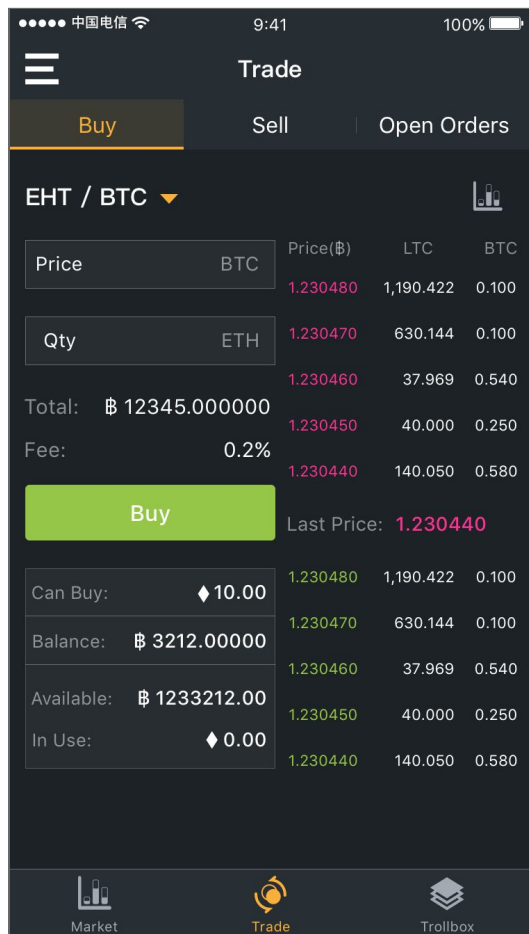 中国电信 9:41 100%
Trade
Buy Sell Open Orders
EHT / BTC
Price BTC
Qty ETH
Total: ฿ 12345.000000
Fee: 0.2%
Buy
Can Buy: ♦10.00
Balance: ฿ 3212.00000
Available: ฿ 1233212.00
In Use: ♦ 0.00
Price(฿) LTC BTC
1.230480 1,190.422 0.100
1.230470 630.144 0.100
1.230460 37.969 0.540
1.230450 40.000 0.250
1.230440 140.050 0.580
Last Price: 1.230440
1.230480 1,190.422 0.100
1.230470 630.144 0.100
1.230460 37.969 0.540
1.230450 40.000 0.250
1.230440 140.050 0.580
Market Trade Trollbox